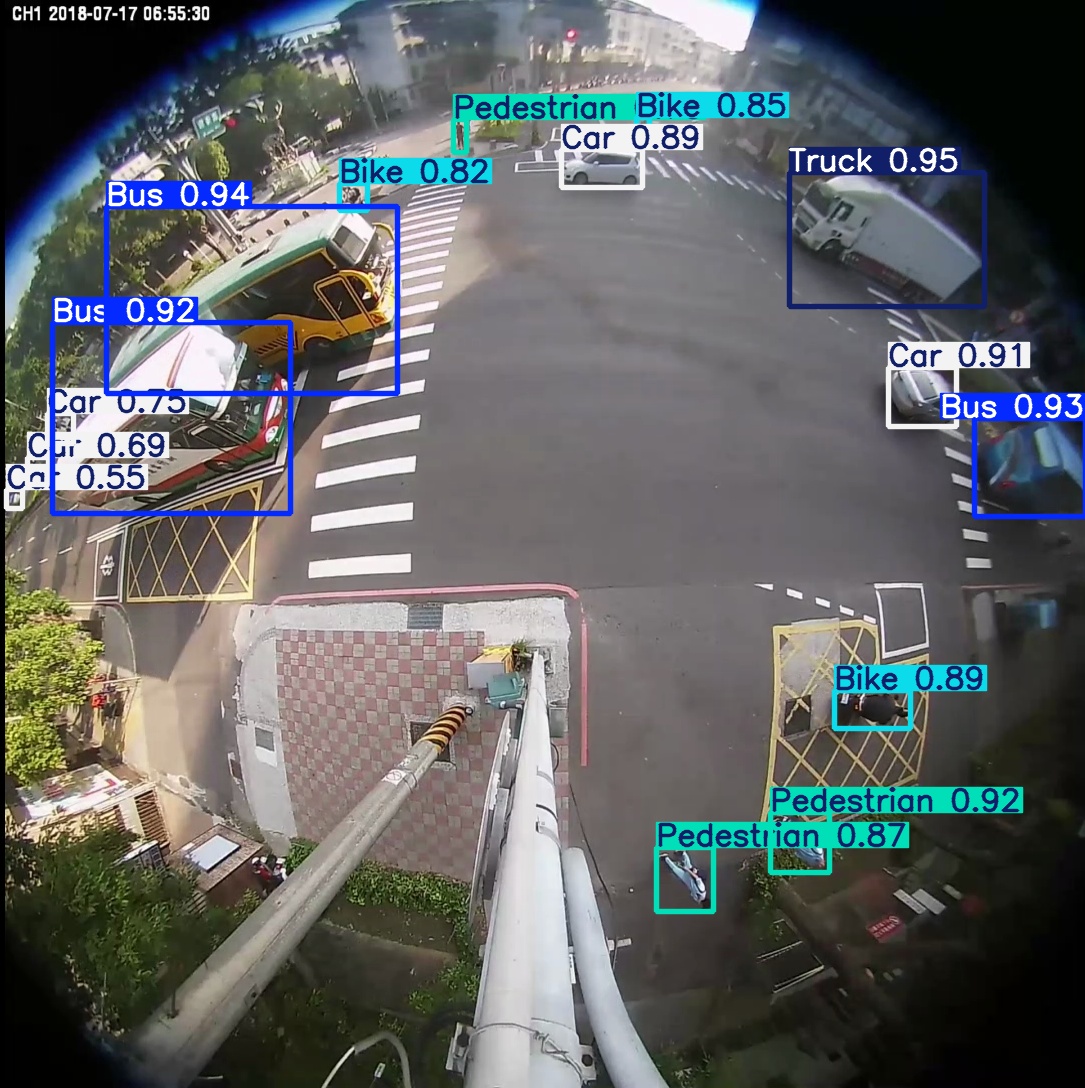 CH1 2018-07-17 06:55:30
Pedestrian
Bike 0.85
Car 0.89
Truck 0.95
Bike 0.82
Bus 0.94
Bus 0.92
Car 0.91
Car 0.75
Bus 0.93
Car 0.69
Car 0.55
Bike 0.89
Pedestrian 0.92
Pedestrian 0.87